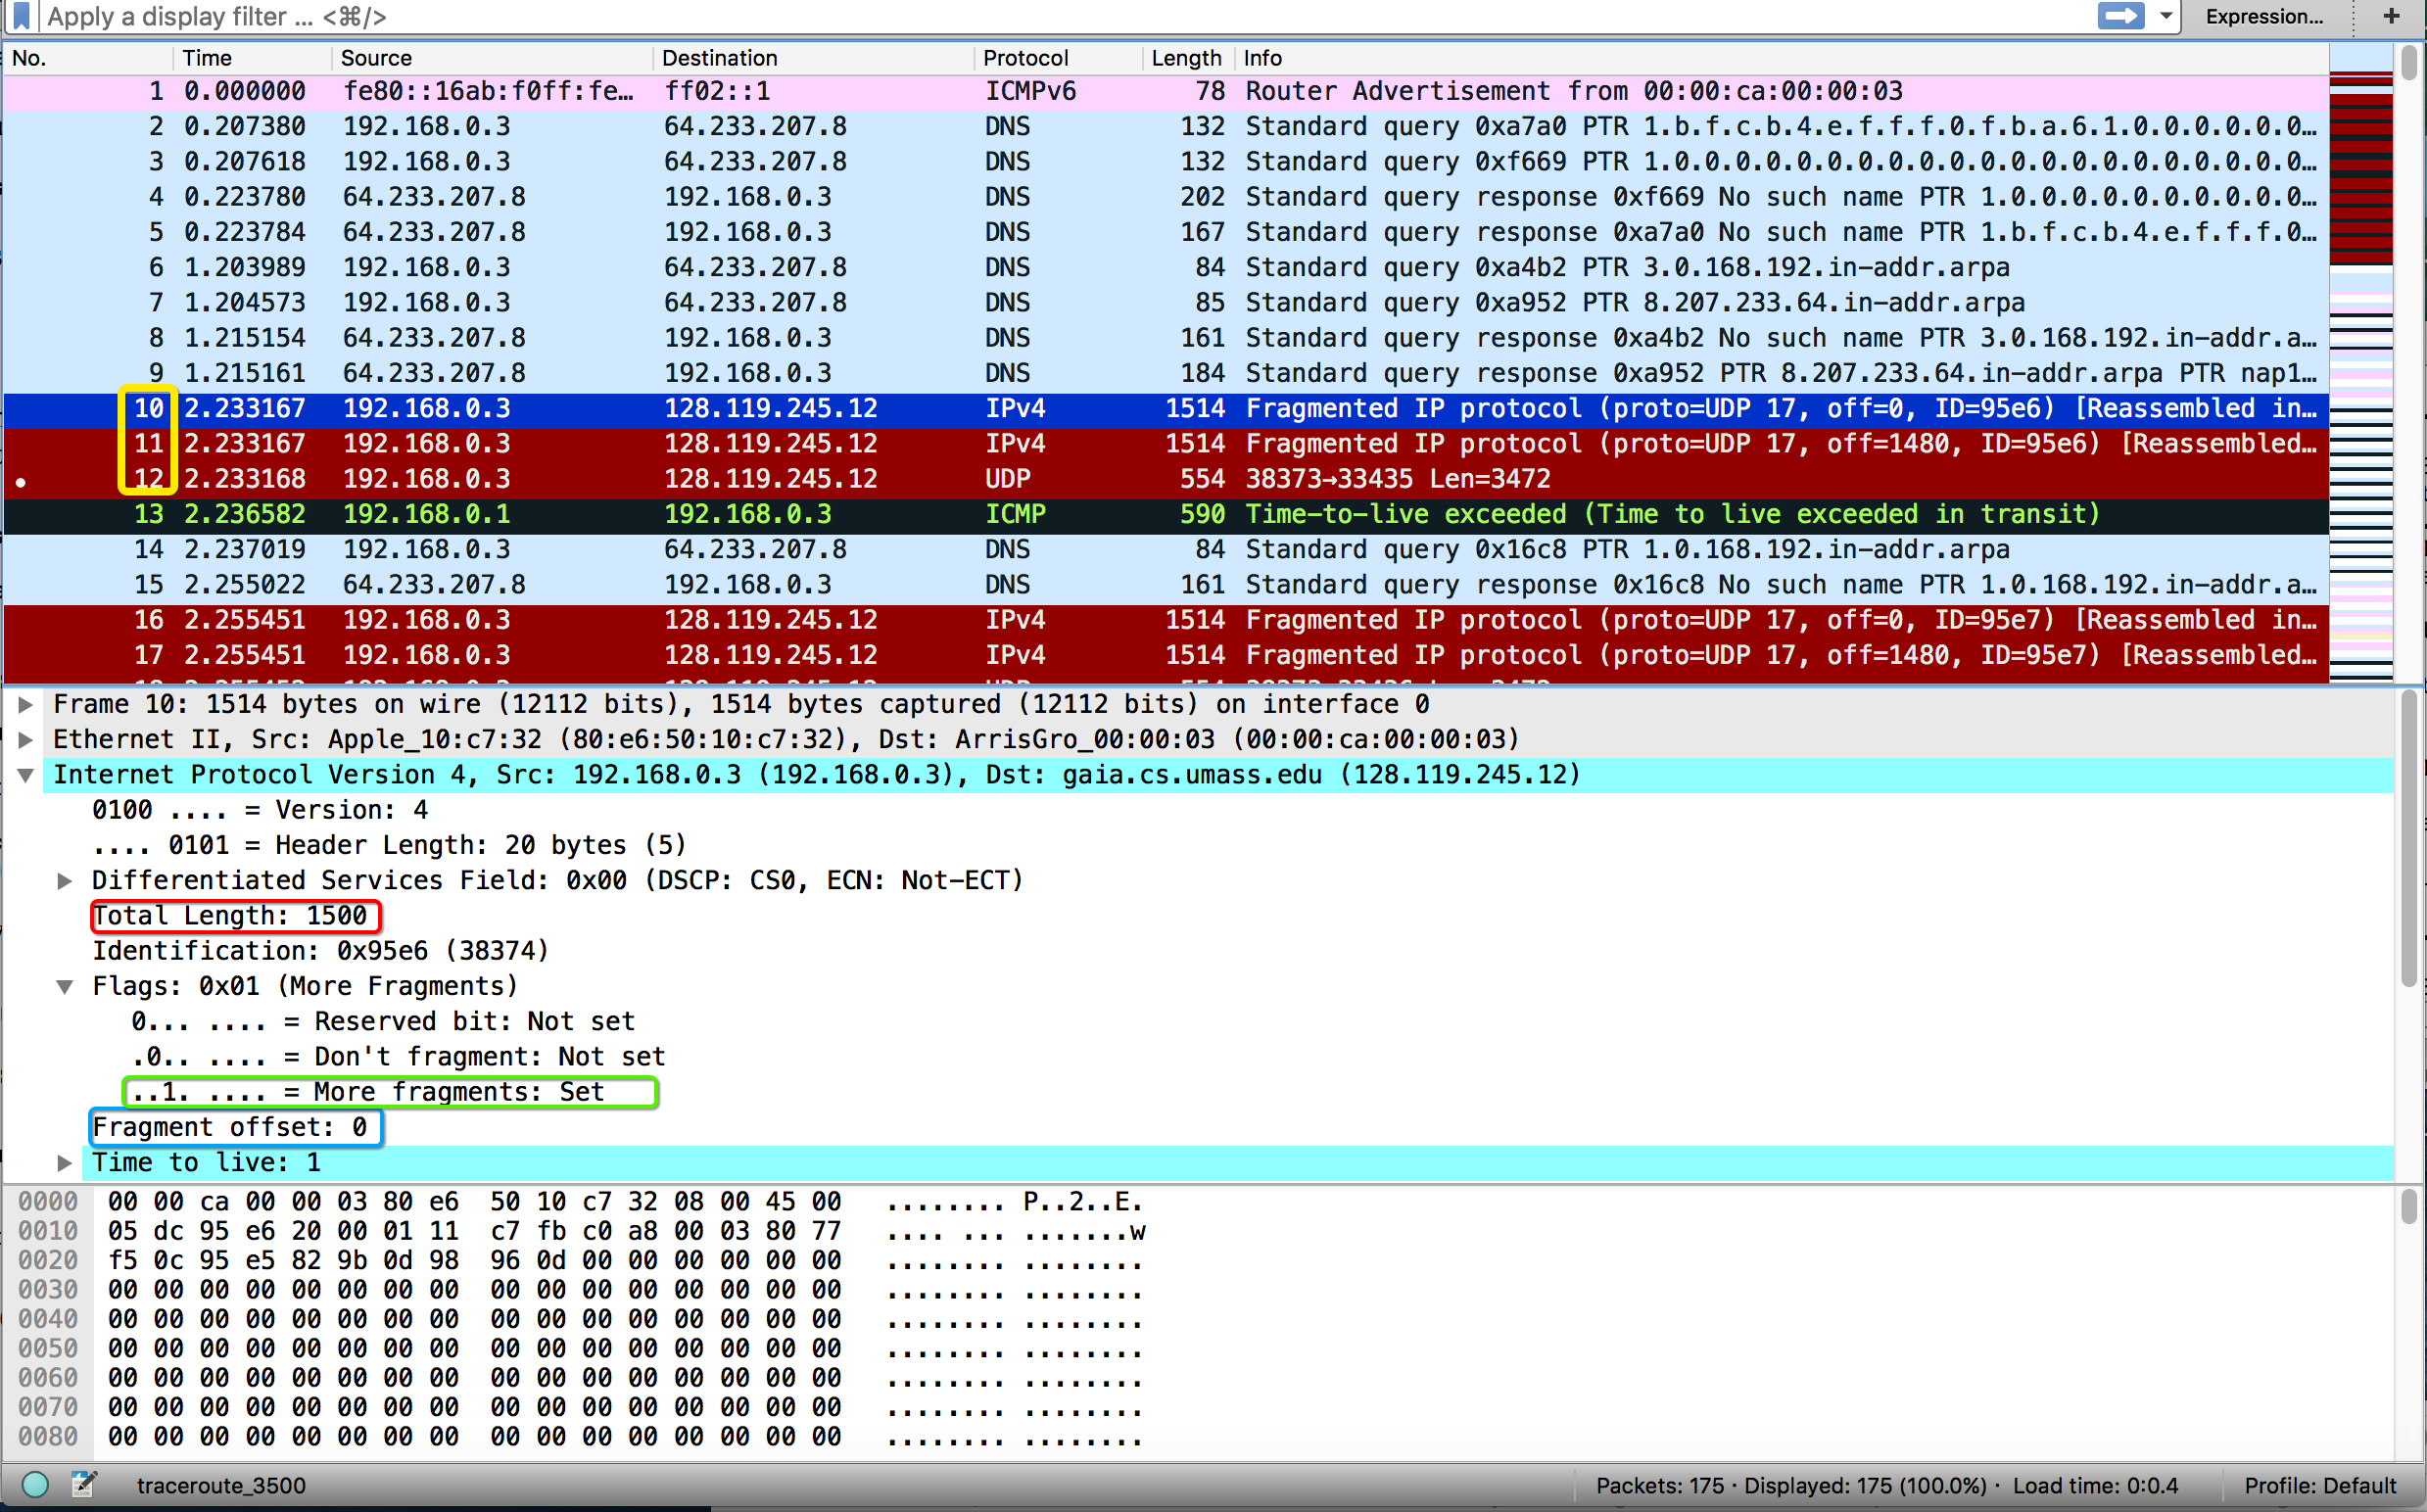 Apply a display filter ... <⌘/> Expression... +
No. Time Source Destination Protocol Length Info
1 0.000000 fe80::16ab:f0ff:fe… ff02::1 ICMPv6 78 Router Advertisement from 00:00:ca:00:00:03
2 0.207380 192.168.0.3 64.233.207.8 DNS 132 Standard query 0xa7a0 PTR 1.b.f.c.b.4.e.f.f.f.0.f.b.a.6.1.0.0.0.0.0.0…
3 0.207618 192.168.0.3 64.233.207.8 DNS 132 Standard query 0xf669 PTR 1.0.0.0.0.0.0.0.0.0.0.0.0.0.0.0.0.0.0.0.0.0…
4 0.223780 64.233.207.8 192.168.0.3 DNS 202 Standard query response 0xf669 No such name PTR 1.0.0.0.0.0.0.0.0.0.0…
5 0.223784 64.233.207.8 192.168.0.3 DNS 167 Standard query response 0xa7a0 No such name PTR 1.b.f.c.b.4.e.f.f.f.0…
6 1.203989 192.168.0.3 64.233.207.8 DNS 84 Standard query 0xa4b2 PTR 3.0.168.192.in-addr.arpa
7 1.204573 192.168.0.3 64.233.207.8 DNS 85 Standard query 0xa952 PTR 8.207.233.64.in-addr.arpa
8 1.215154 64.233.207.8 192.168.0.3 DNS 161 Standard query response 0xa4b2 No such name PTR 3.0.168.192.in-addr.a…
9 1.215161 64.233.207.8 192.168.0.3 DNS 184 Standard query response 0xa952 PTR 8.207.233.64.in-addr.arpa PTR nap1…
10 2.233167 192.168.0.3 128.119.245.12 IPv4 1514 Fragmented IP protocol (proto=UDP 17, off=0, ID=95e6) [Reassembled in…
11 2.233167 192.168.0.3 128.119.245.12 IPv4 1514 Fragmented IP protocol (proto=UDP 17, off=1480, ID=95e6) [Reassembled…
12 2.233168 192.168.0.3 128.119.245.12 UDP 554 38373→33435 Len=3472
13 2.236582 192.168.0.1 192.168.0.3 ICMP 590 Time-to-live exceeded (Time to live exceeded in transit)
14 2.237019 192.168.0.3 64.233.207.8 DNS 84 Standard query 0x16c8 PTR 1.0.168.192.in-addr.arpa
15 2.255022 64.233.207.8 192.168.0.3 DNS 161 Standard query response 0x16c8 No such name PTR 1.0.168.192.in-addr.a…
16 2.255451 192.168.0.3 128.119.245.12 IPv4 1514 Fragmented IP protocol (proto=UDP 17, off=0, ID=95e7) [Reassembled in…
17 2.255451 192.168.0.3 128.119.245.12 IPv4 1514 Fragmented IP protocol (proto=UDP 17, off=1480, ID=95e7) [Reassembled…
Frame 10: 1514 bytes on wire (12112 bits), 1514 bytes captured (12112 bits) on interface 0
Ethernet II, Src: Apple_10:c7:32 (80:e6:50:10:c7:32), Dst: ArrisGro_00:00:03 (00:00:ca:00:00:03)
Internet Protocol Version 4, Src: 192.168.0.3 (192.168.0.3), Dst: gaia.cs.umass.edu (128.119.245.12)
0100 .... = Version: 4
.... 0101 = Header Length: 20 bytes (5)
Differentiated Services Field: 0x00 (DSCP: CS0, ECN: Not-ECT)
Total Length: 1500
Identification: 0x95e6 (38374)
Flags: 0x01 (More Fragments)
0... .... = Reserved bit: Not set
.0.. .... = Don't fragment: Not set
..1. .... = More fragments: Set
Fragment offset: 0
Time to live: 1
0000 00 00 ca 00 00 03 80 e6 50 10 c7 32 08 00 45 00 ........ P..2..E.
0010 05 dc 95 e6 20 00 01 11 c7 fb c0 a8 00 03 80 77 .... ... .......w
0020 f5 0c 95 e5 82 9b 0d 98 96 0d 00 00 00 00 00 00 ........ ........
0030 00 00 00 00 00 00 00 00 00 00 00 00 00 00 00 00 ........ ........
0040 00 00 00 00 00 00 00 00 00 00 00 00 00 00 00 00 ........ ........
0050 00 00 00 00 00 00 00 00 00 00 00 00 00 00 00 00 ........ ........
0060 00 00 00 00 00 00 00 00 00 00 00 00 00 00 00 00 ........ ........
0070 00 00 00 00 00 00 00 00 00 00 00 00 00 00 00 00 ........ ........
0080 00 00 00 00 00 00 00 00 00 00 00 00 00 00 00 00 ........ ........
traceroute_3500 Packets: 175 · Displayed: 175 (100.0%) · Load time: 0:0.4 Profile: Default